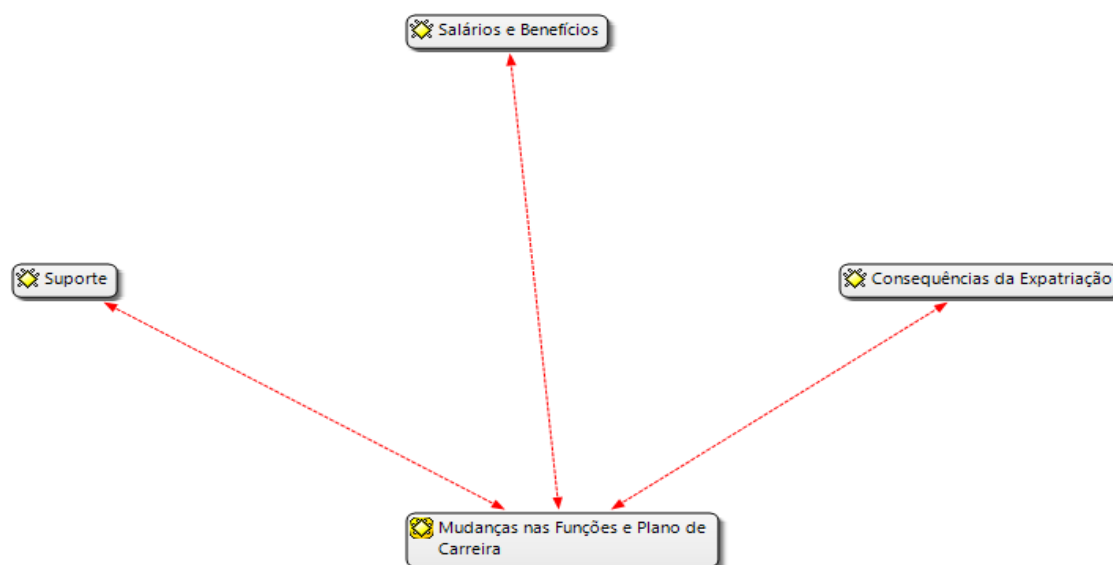 Salários e Benefícios
Suporte
Consequências da Expatriação
Mudanças nas Funções e Plano de
Carreira